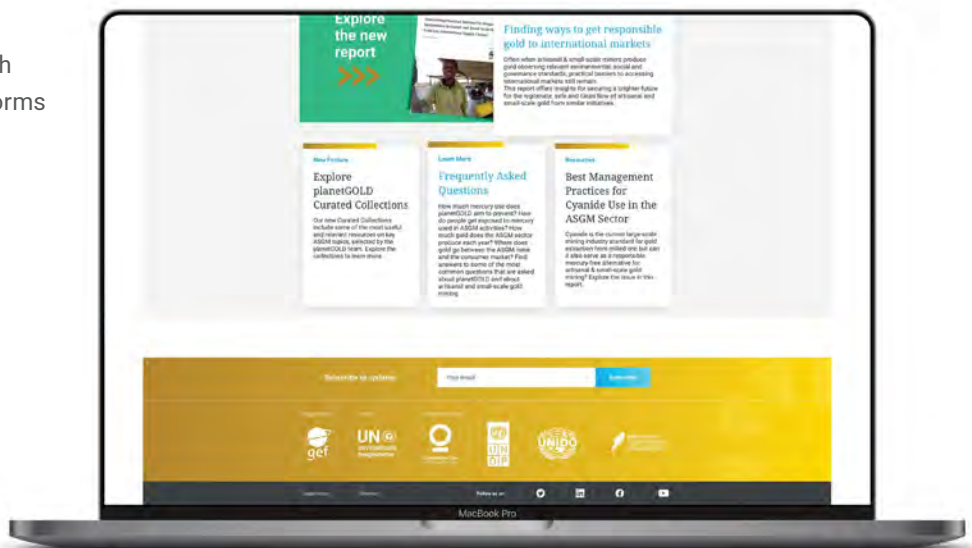 h
orms
Explore
the new
report
Finding ways to get responsible
gold to international markets
Often when artisanal & small-scale miners produce
gold observing relevant environmental, social and
governance standards, practical barriers to accessing
international markets still remain.
This report offers insights for securing a brighter future
for the legitimate, safe and clean flow of artisanal and
small-scale gold from similar initiatives.
New Feature
Explore
planetGOLD
Curated Collections
Our new Curated Collections
include some of the most useful
and relevant resources on key
ASGM topics, selected by the
planetGOLD team. Explore the
collections to learn more.
Learn More
Frequently Asked
Questions
How much mercury use does
planetGOLD aim to prevent? How
do people get exposed to mercury
used in ASGM activities? How
much gold does the ASGM sector
produce each year? Where does
gold go between the ASGM mine
and the consumer market? Find
answers to some of the most
common questions that are asked
about planetGOLD and about
artisanal and small-scale gold
mining.
Resources
Best Management
Practices for
Cyanide Use in the
ASGM Sector
Cyanide is the current large-scale
mining industry standard for gold
extraction from milled ore but can
it also serve as a responsible
mercury-free alternative for
artisanal & small-scale gold
mining? Explore the issue in this
report.
Subscribe to updates
Your email
Subscribe
gef
UN
environment
programme
UNDP
UNIDO
Follow us on
MacBook Pro